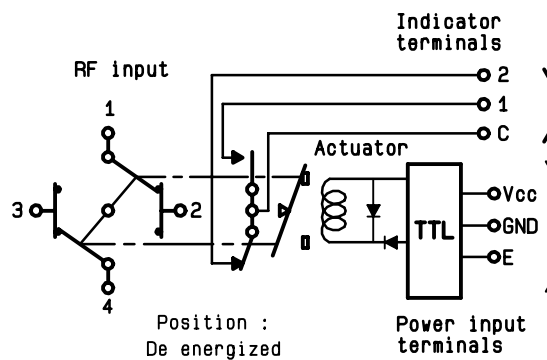 Indicator
terminals
RF input
2
1
1
C
Actuator
Vcc
3
2
TTL
GND
E
4
Position :
De energized
Power input
terminals